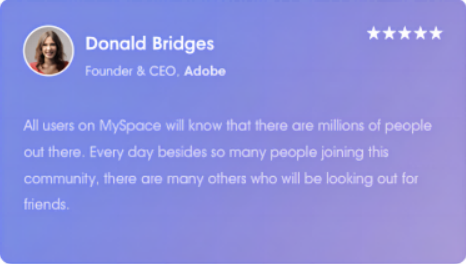 Donald Bridges
Founder & CEO, Adobe
All users on MySpace will know that there are millions of people
out there. Every day besides so many people joining this
community, there are many others who will be looking out for
friends.